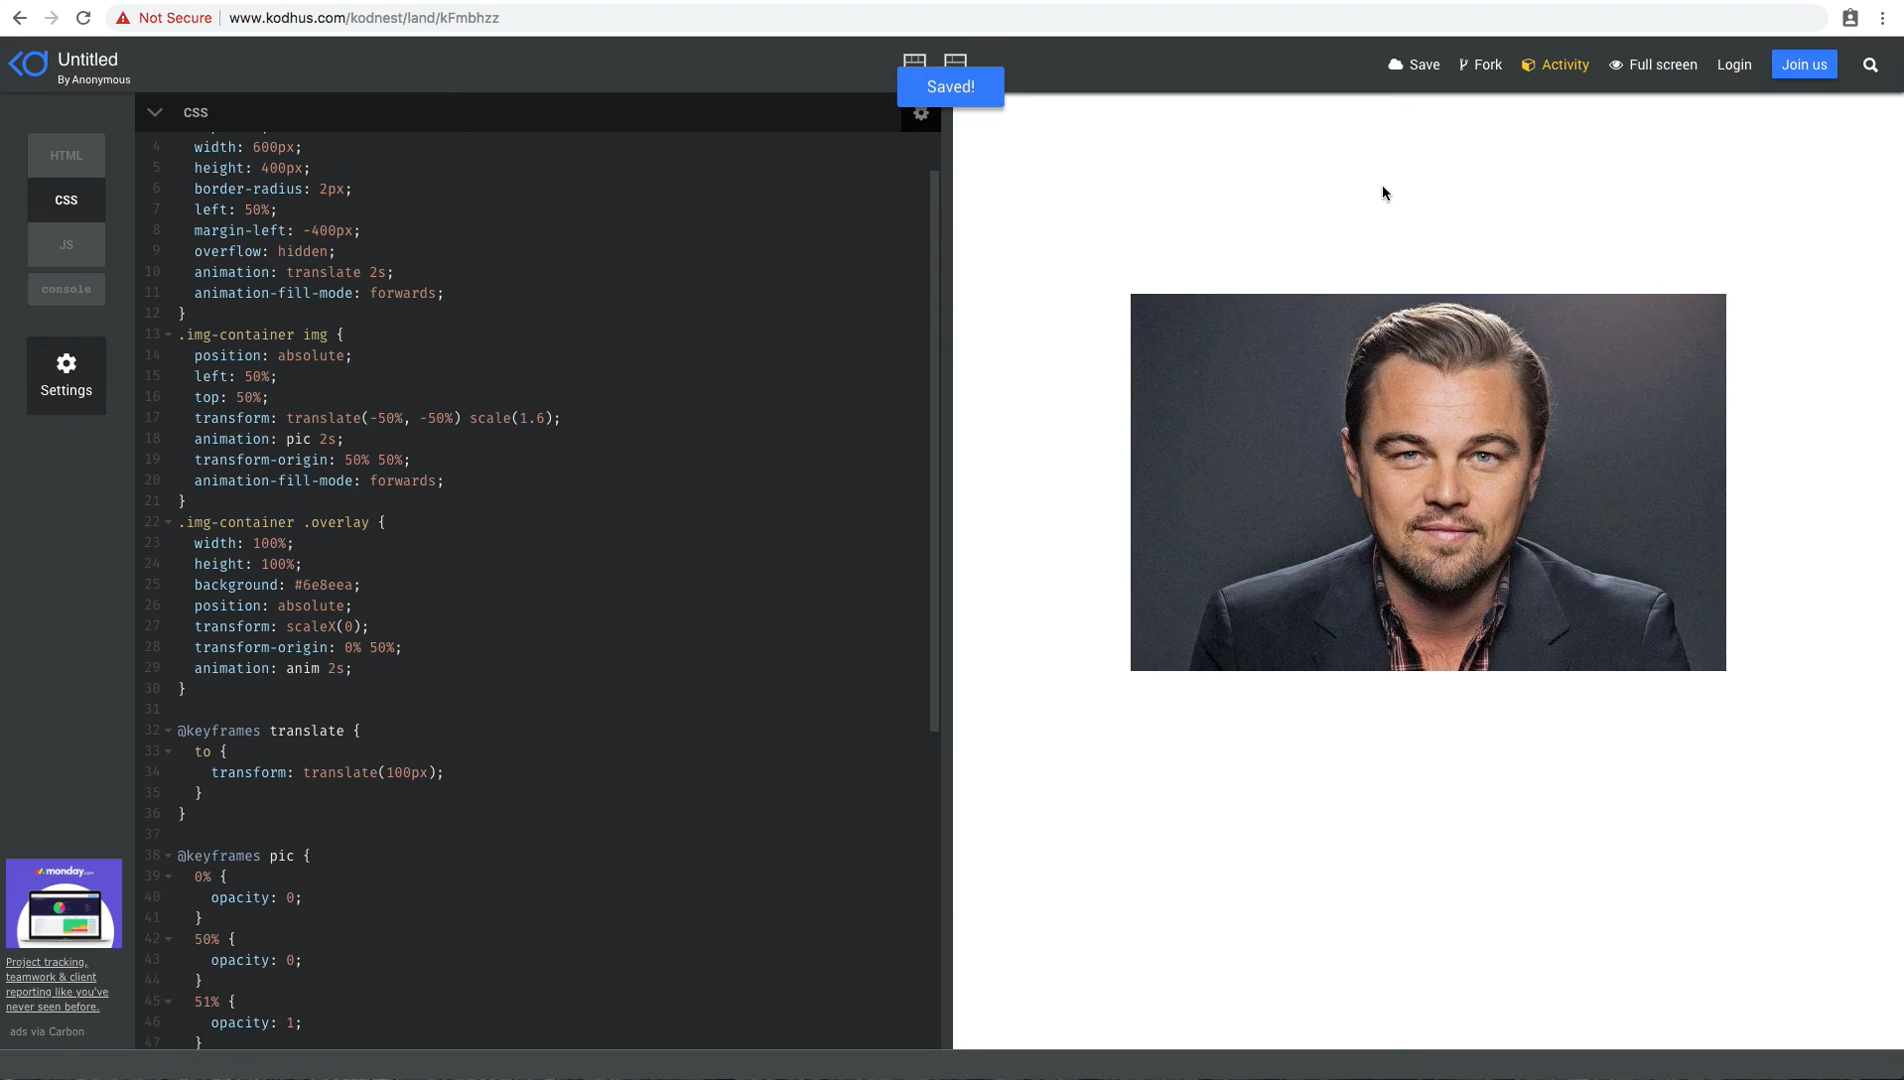 Not Secure www.kodhus.com/kodnest/land/kFmbhzz
Untitled
By Anonymous
Saved!
Save Fork Activity Full screen Login Join us
CSS
HTML
CSS
JS
console
Settings
4 width: 600px;
5 height: 400px;
6 border-radius: 2px;
7 left: 50%;
8 margin-left: -400px;
9 overflow: hidden;
10 animation: translate 2s;
11 animation-fill-mode: forwards;
12 }
13 .img-container img {
14 position: absolute;
15 left: 50%;
16 top: 50%;
17 transform: translate(-50%, -50%) scale(1.6);
18 animation: pic 2s;
19 transform-origin: 50% 50%;
20 animation-fill-mode: forwards;
21 }
22 .img-container .overlay {
23 width: 100%;
24 height: 100%;
25 background: #6e8eea;
26 position: absolute;
27 transform: scaleX(0);
28 transform-origin: 0% 50%;
29 animation: anim 2s;
30 }
31
32 @keyframes translate {
33 to {
34 transform: translate(100px);
35 }
36 }
37
38 @keyframes pic {
39 0% {
40 opacity: 0;
41 }
42 50% {
43 opacity: 0;
44 }
45 51% {
46 opacity: 1;
47 }
monday.com
Project tracking,
teamwork & client
reporting like you've
never seen before.
ads via Carbon